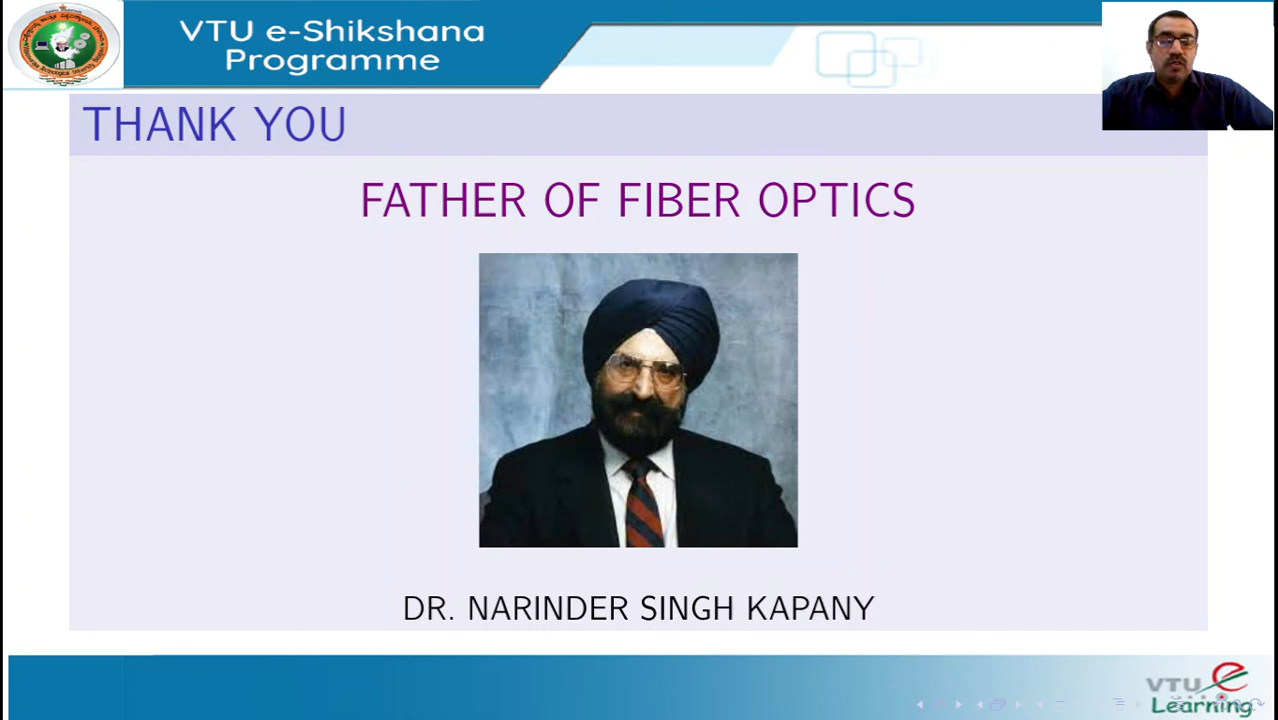 VTU e-Shikshana
Programme
THANK YOU
FATHER OF FIBER OPTICS
DR. NARINDER SINGH KAPANY
VTU e
Learning